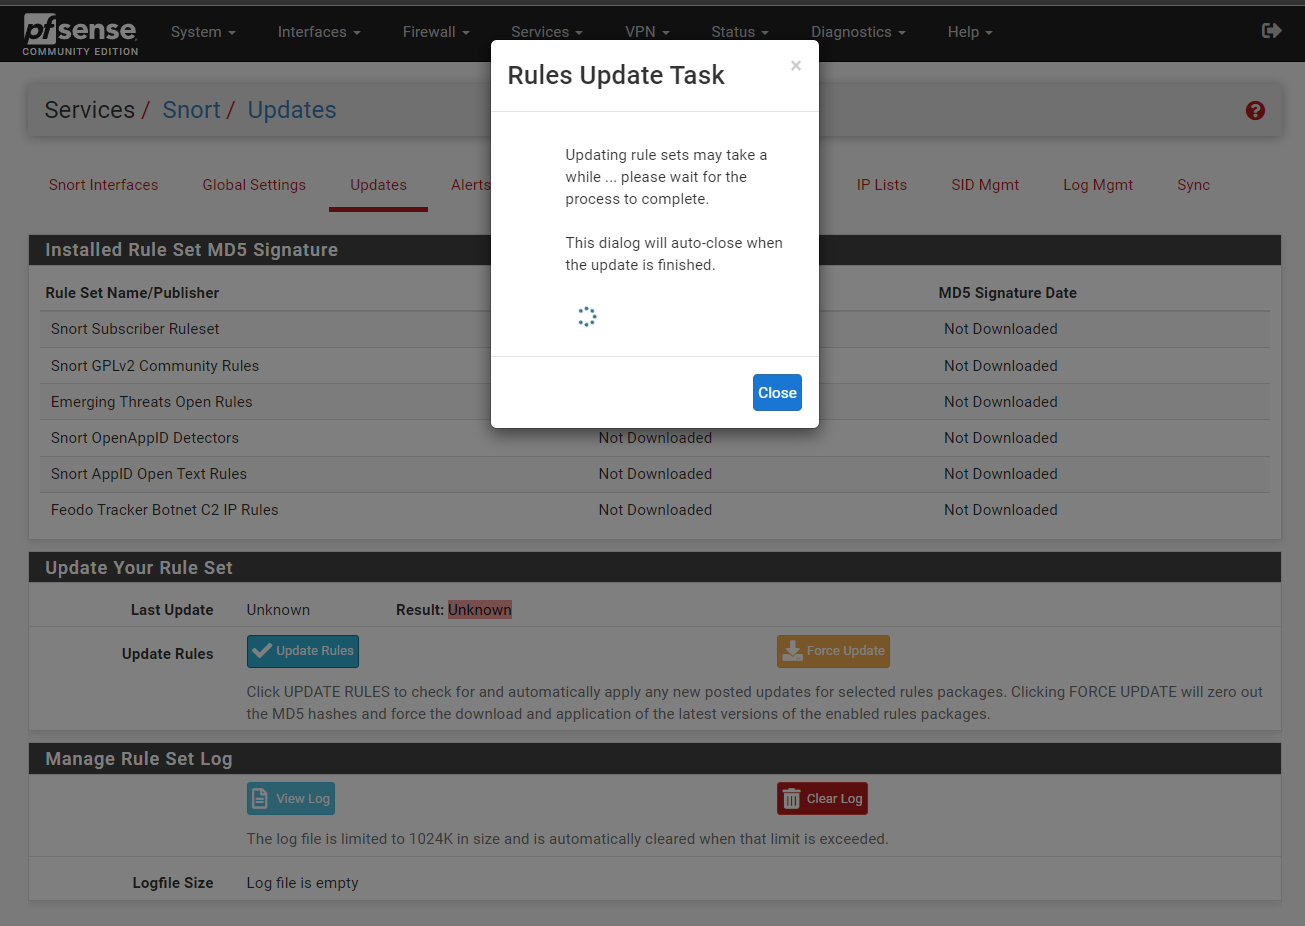 pfsense
COMMUNITY EDITION
System
Interfaces
Firewall
Services
VPN
Status
Diagnostics
Help
Rules Update Task
×
Services / Snort / Updates
?
Updating rule sets may take a
while ... please wait for the
process to complete.
This dialog will auto-close when
the update is finished.
Close
Snort Interfaces
Global Settings
Updates
Alerts
IP Lists
SID Mgmt
Log Mgmt
Sync
Installed Rule Set MD5 Signature
Rule Set Name/Publisher MD5 Signature Date
Snort Subscriber Ruleset Not Downloaded
Snort GPLv2 Community Rules Not Downloaded
Emerging Threats Open Rules Not Downloaded
Snort OpenAppID Detectors Not Downloaded Not Downloaded
Snort AppID Open Text Rules Not Downloaded Not Downloaded
Feodo Tracker Botnet C2 IP Rules Not Downloaded Not Downloaded
Update Your Rule Set
Last Update Unknown Result: Unknown
Update Rules Update Rules Force Update
Click UPDATE RULES to check for and automatically apply any new posted updates for selected rules packages. Clicking FORCE UPDATE will zero out
the MD5 hashes and force the download and application of the latest versions of the enabled rules packages.
Manage Rule Set Log
View Log Clear Log
The log file is limited to 1024K in size and is automatically cleared when that limit is exceeded.
Logfile Size Log file is empty